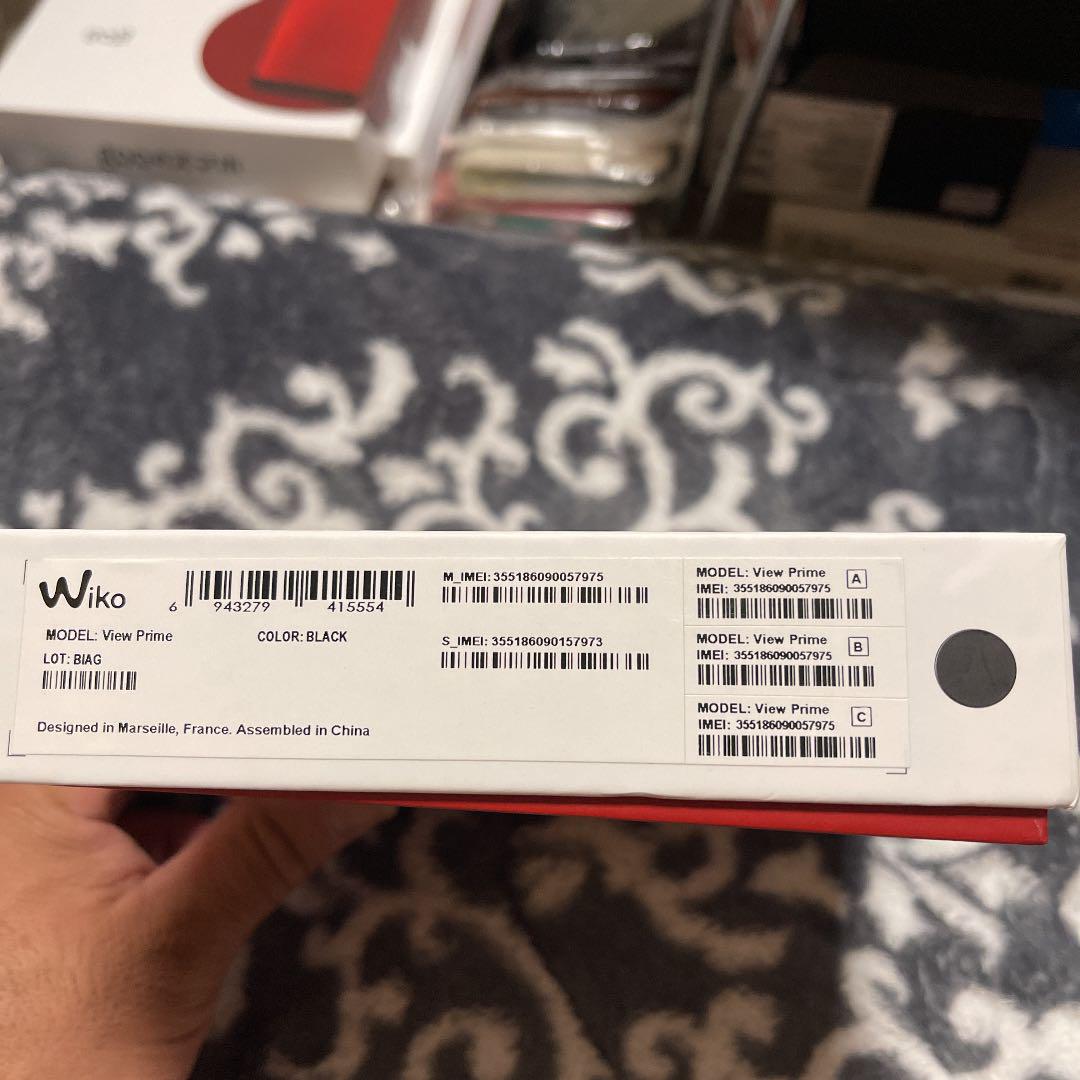 Wiko
6 943279 415554
MODEL: View Prime
COLOR: BLACK
LOT: BIAG
Designed in Marseille, France. Assembled in China
M_IMEI: 355186090057975
S_IMEI: 355186090157973
MODEL: View Prime
IMEI: 355186090057975
A
MODEL: View Prime
IMEI: 355186090057975
B
MODEL: View Prime
IMEI: 355186090057975
C